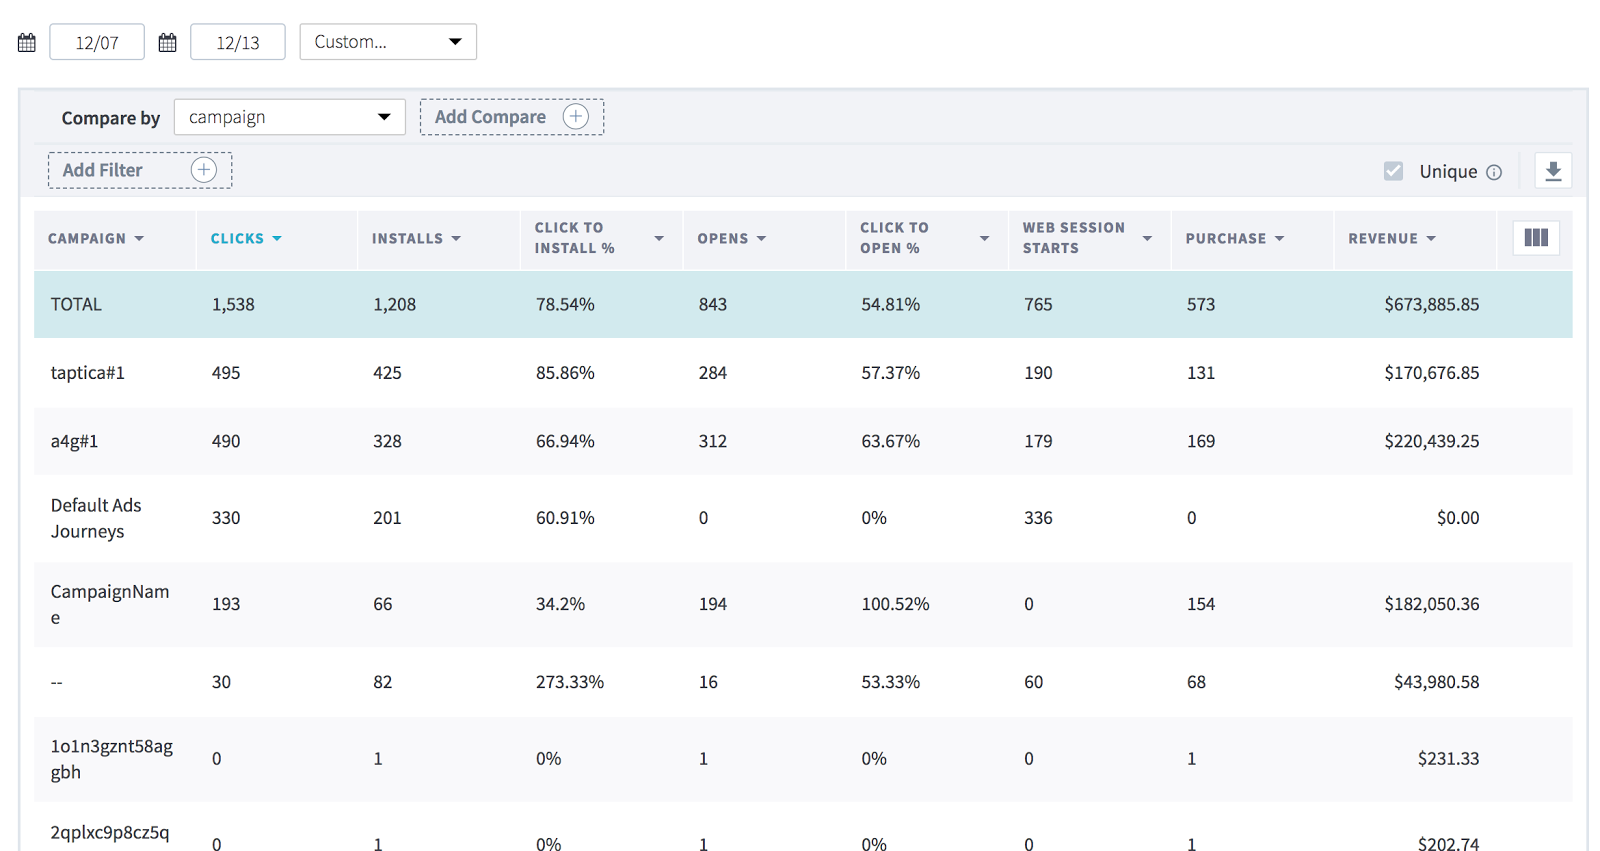 12/07 12/13 Custom...
Compare by campaign Add Compare
Add Filter Unique
CAMPAIGN CLICKS INSTALLS CLICK TO INSTALL % OPENS CLICK TO OPEN % WEB SESSION STARTS PURCHASE REVENUE
TOTAL 1,538 1,208 78.54% 843 54.81% 765 573 $673,885.85
taptica#1 495 425 85.86% 284 57.37% 190 131 $170,676.85
a4g#1 490 328 66.94% 312 63.67% 179 169 $220,439.25
Default Ads
Journeys 330 201 60.91% 0 0% 336 0 $0.00
CampaignNam
e 193 66 34.2% 194 100.52% 0 154 $182,050.36
-- 30 82 273.33% 16 53.33% 60 68 $43,980.58
1o1n3gznt58ag
gbh 0 1 0% 1 0% 0 1 $231.33
2qplxc9p8cz5q
0 1 0% 1 0% 0 1 $202.74